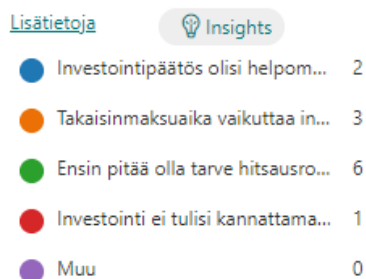 Lisätietoja
Insights
Investointipäätös olisi helpom... 2
Takaisinmaksuaika vaikuttaa in... 3
Ensin pitää olla tarve hitsausro... 6
Investointi ei tulisi kannattama... 1
Muu 0